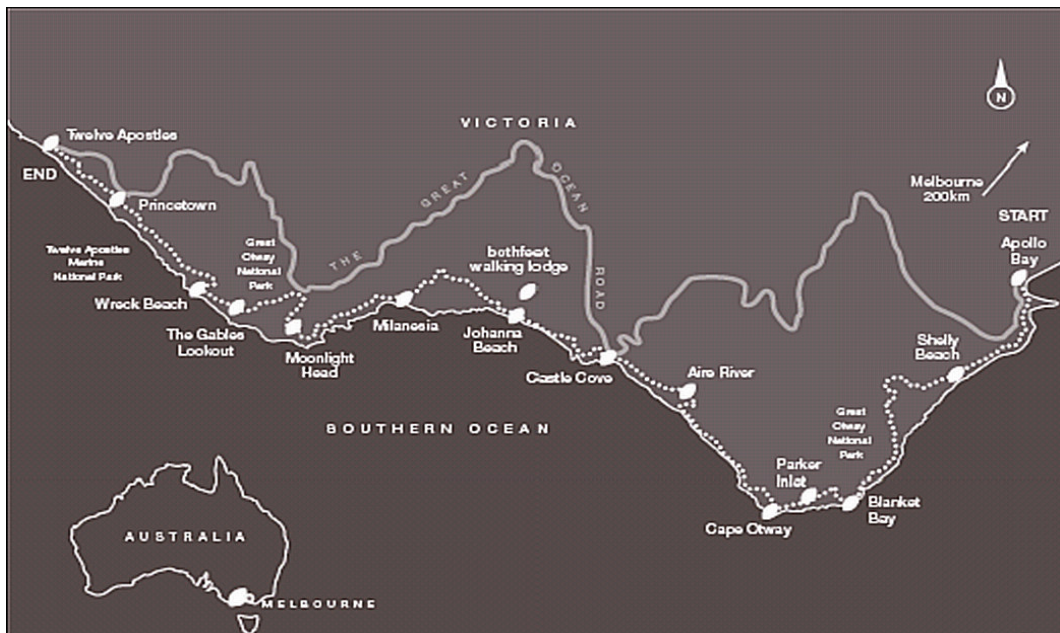 VICTORIA
N
Melbourne
200km
START
Apollo
Bay
Twelve Apostles
END
Princetown
THE GREAT OCEAN ROAD
Twelve Apostles
Marine
National Park
Great
Otway
National
Park
bothfeet
walking lodge
Wreck Beach
The Gables
Lookout
Moonlight
Head
Milanesia
Johanna
Beach
Castle Cove
Aire River
Shelly
Beach
Great
Otway
National
Park
Parker
Inlet
Cape Otway
Blanket
Bay
SOUTHERN OCEAN
AUSTRALIA
MELBOURNE